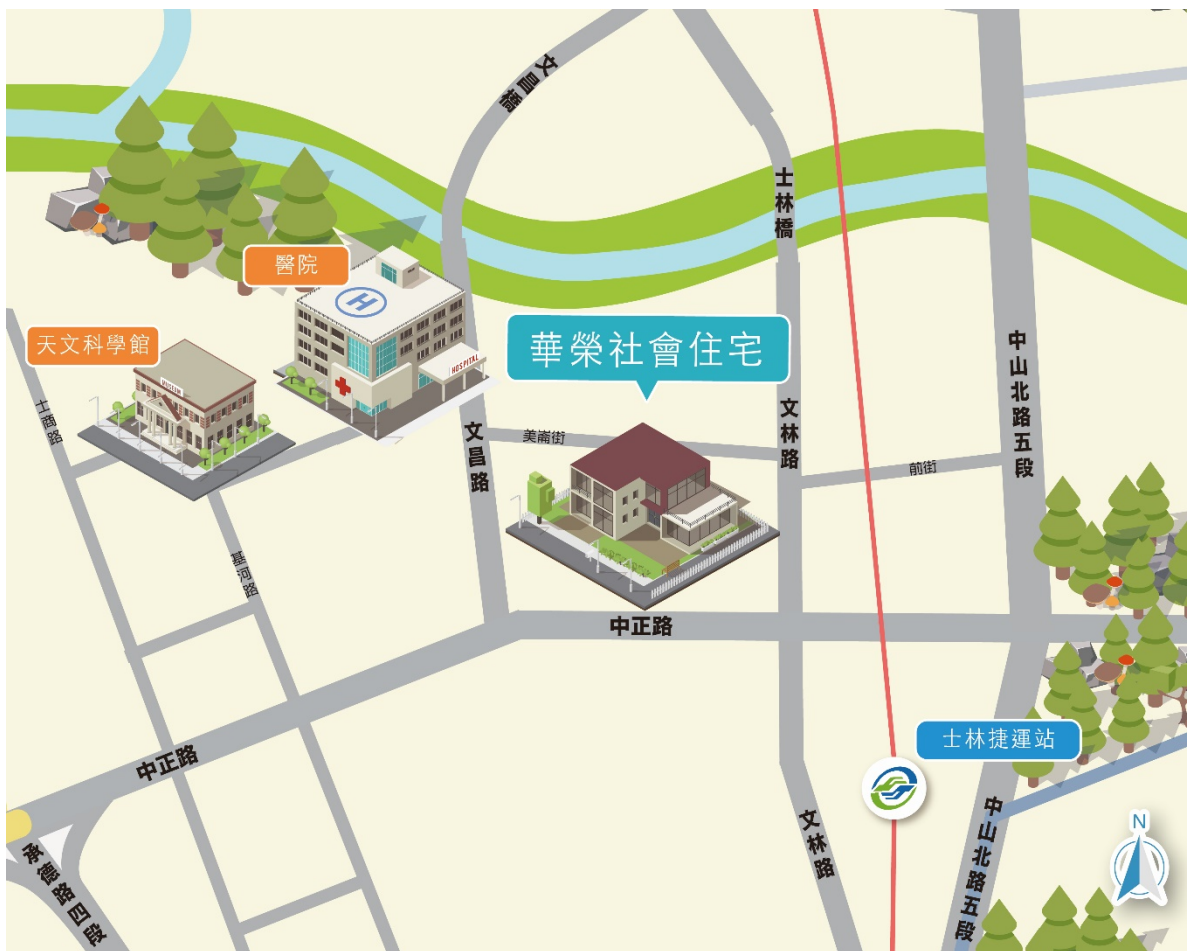 文昌橋
士林橋
醫院
H
HOSPITAL
天文科學館
MUSEUM
華榮社會住宅
中山北路五段
士商路
文昌路
美崙街
文林路
前街
基河路
中正路
士林捷運站
中正路
文林路
中山北路五段
承德路四段
N